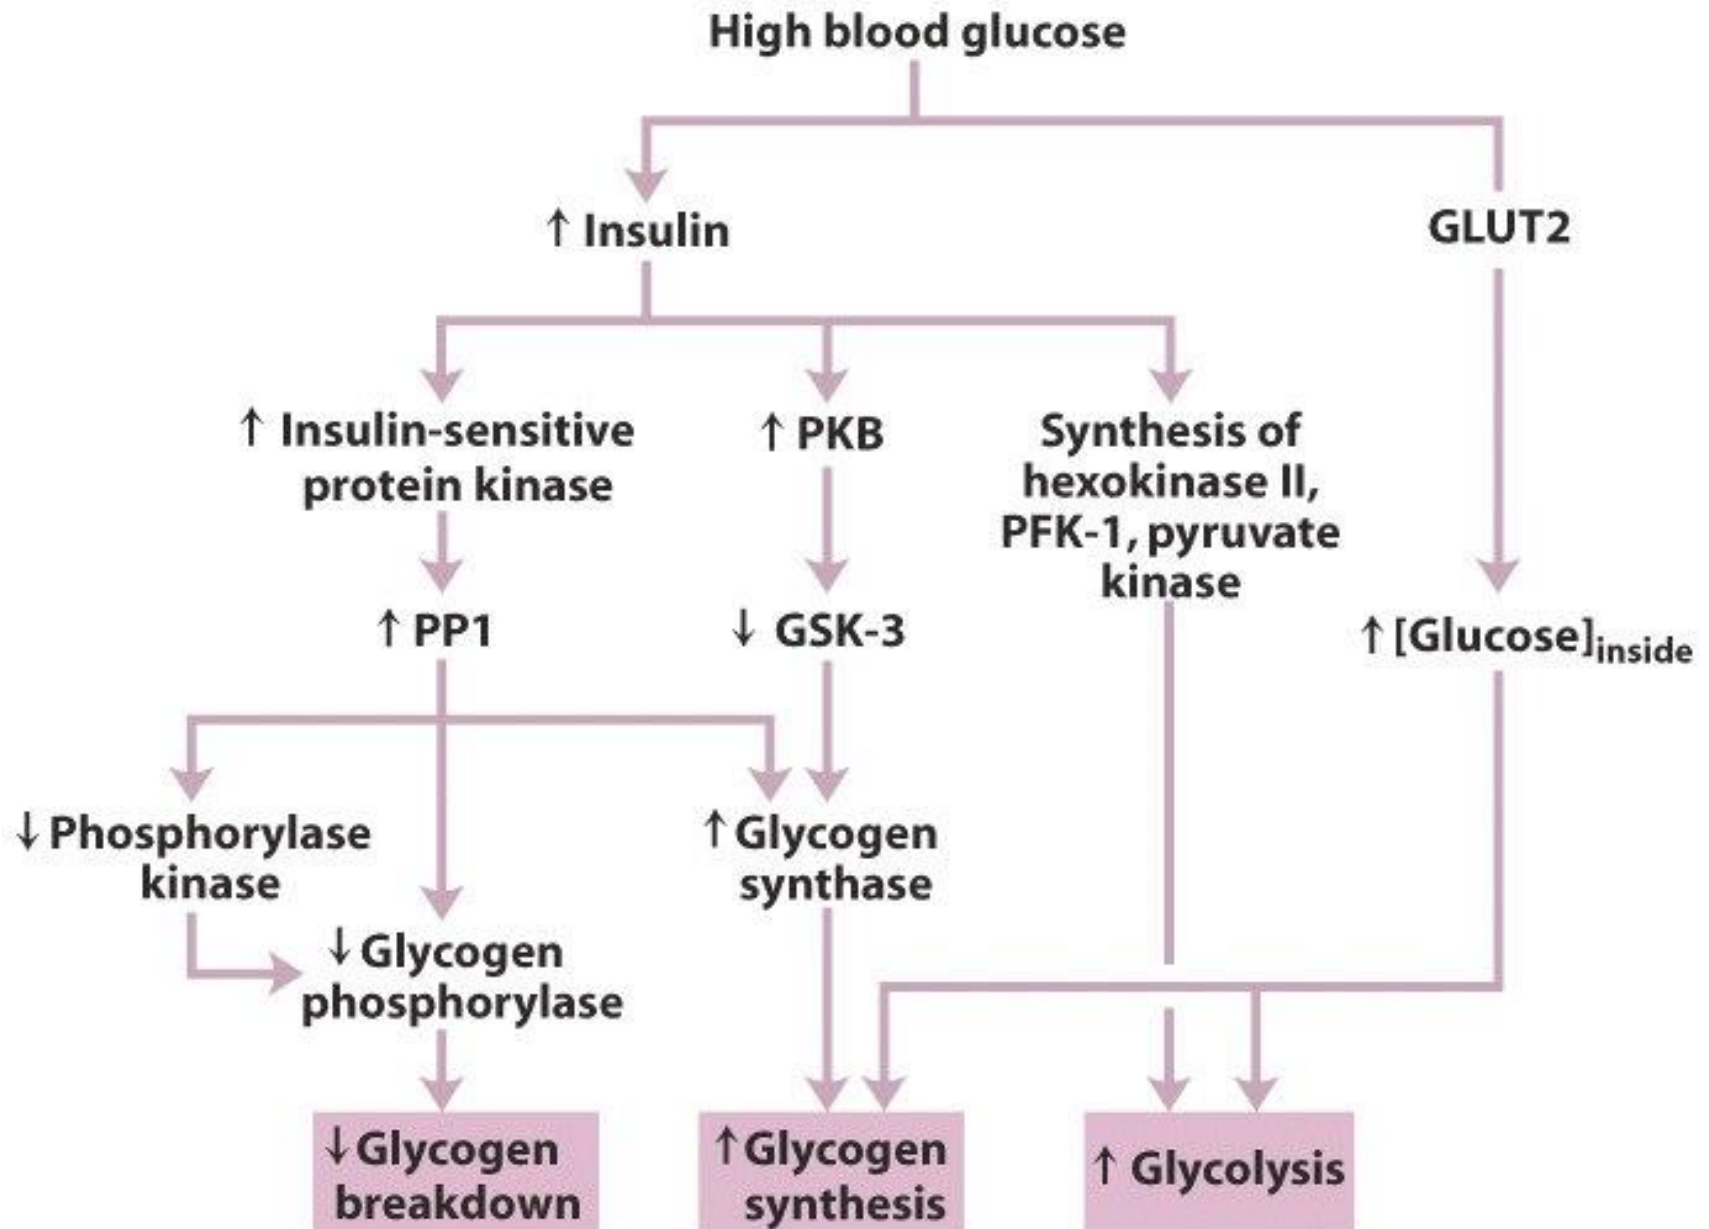 High blood glucose
↑ Insulin
GLUT2
↑ Insulin-sensitive
protein kinase
↑ PKB
Synthesis of
hexokinase II,
PFK-1, pyruvate
kinase
↑ PP1
↓ GSK-3
↑ [Glucose]inside
↓ Phosphorylase
kinase
↑ Glycogen
synthase
↓ Glycogen
phosphorylase
↓ Glycogen
breakdown
↑ Glycogen
synthesis
↑ Glycolysis